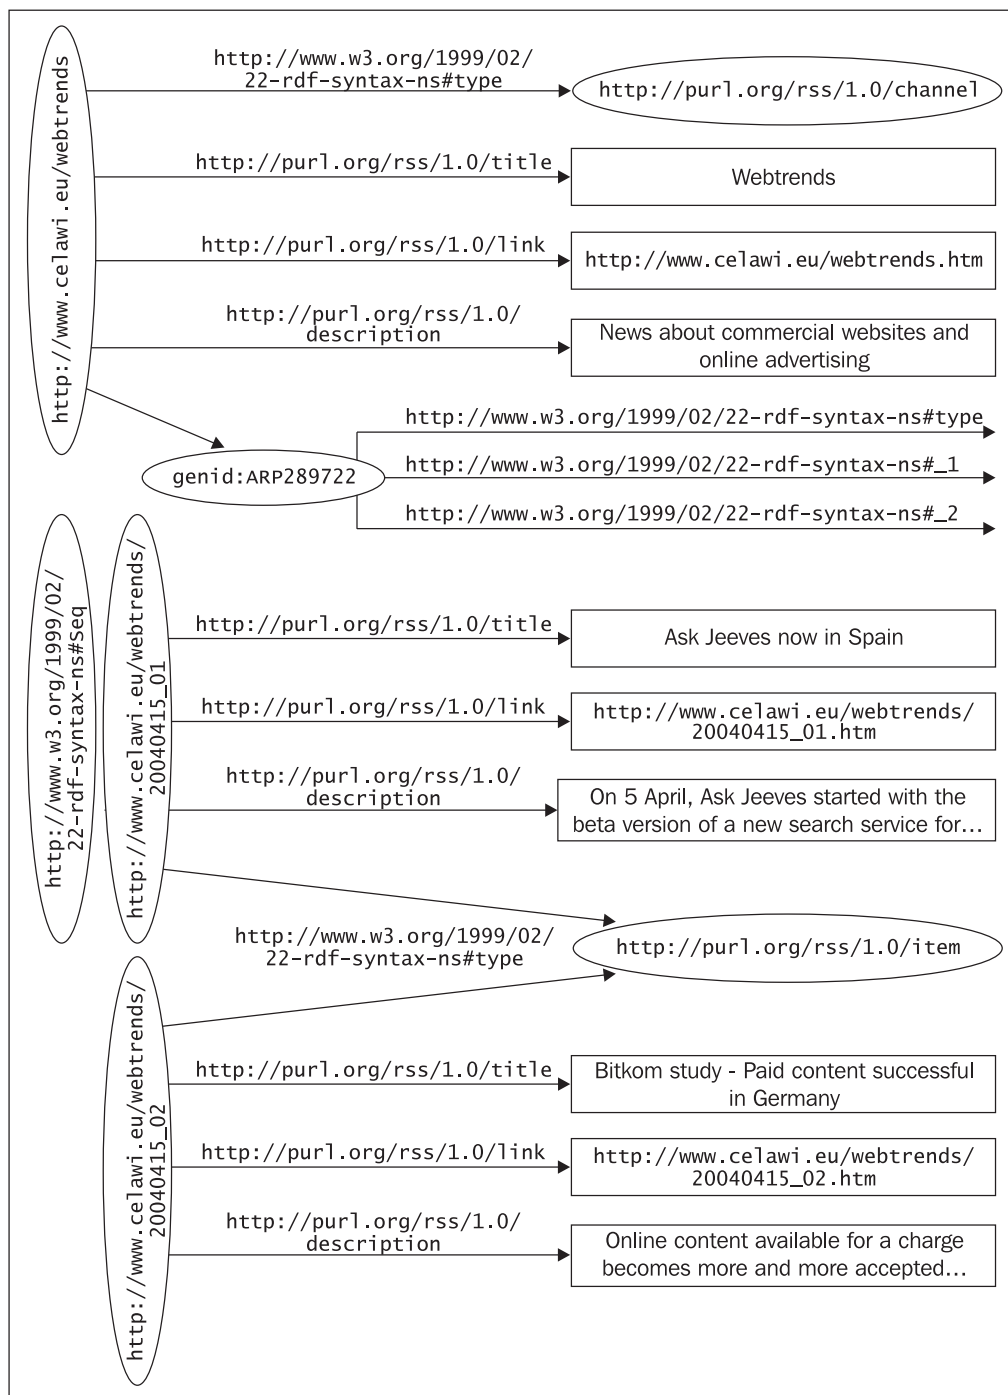 http://www.celawi.eu/webtrends
http://www.w3.org/1999/02/
22-rdf-syntax-ns#type
http://purl.org/rss/1.0/channel
http://purl.org/rss/1.0/title
Webtrends
http://purl.org/rss/1.0/link
http://www.celawi.eu/webtrends.htm
http://purl.org/rss/1.0/
description
News about commercial websites and
online advertising
genid:ARP289722
http://www.w3.org/1999/02/22-rdf-syntax-ns#type
http://www.w3.org/1999/02/22-rdf-syntax-ns#_1
http://www.w3.org/1999/02/22-rdf-syntax-ns#_2
http://www.w3.org/1999/02/
22-rdf-syntax-ns#seq
http://www.celawi.eu/webtrends/
20040415_01
http://purl.org/rss/1.0/title
Ask Jeeves now in Spain
http://purl.org/rss/1.0/link
http://www.celawi.eu/webtrends/
20040415_01.htm
http://purl.org/rss/1.0/
description
On 5 April, Ask Jeeves started with the
beta version of a new search service for...
http://www.w3.org/1999/02/
22-rdf-syntax-ns#type
http://purl.org/rss/1.0/item
http://www.celawi.eu/webtrends/
20040415_02
http://purl.org/rss/1.0/title
Bitkom study - Paid content successful
in Germany
http://purl.org/rss/1.0/link
http://www.celawi.eu/webtrends/
20040415_02.htm
http://purl.org/rss/1.0/
description
Online content available for a charge
becomes more and more accepted...